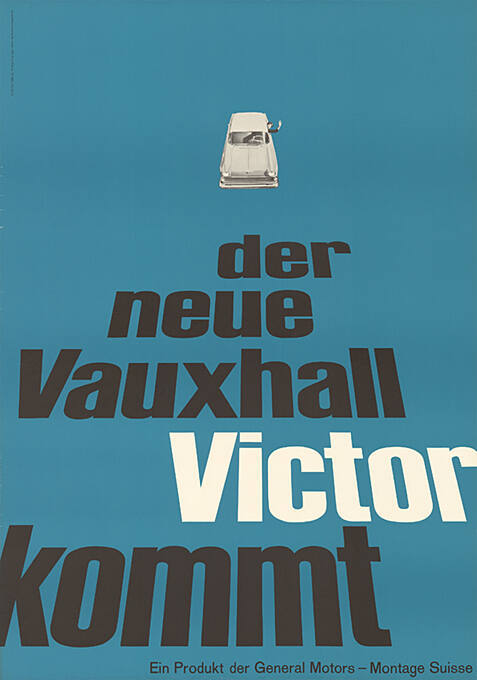 der
neue
Vauxhall
Victor
kommt
Ein Produkt der General Motors – Montage Suisse